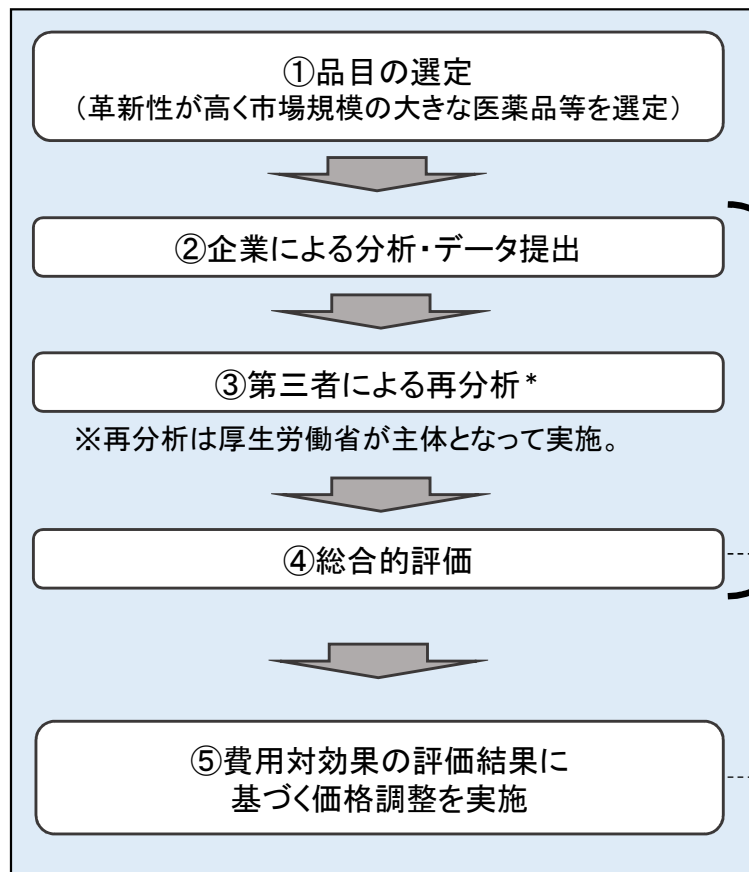 ①品目の選定
（革新性が高く市場規模の大きな医薬品等を選定）
②企業による分析・データ提出
③第三者による再分析*
※再分析は厚生労働省が主体となって実施。
④総合的評価
⑤費用対効果の評価結果に
基づく価格調整を実施